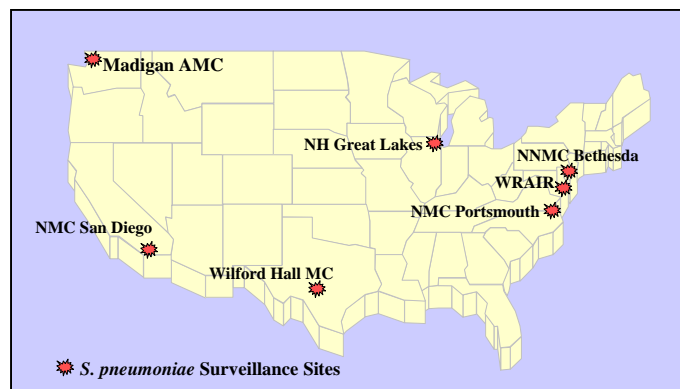 Madigan AMC
NH Great Lakes
NNMC Bethesda
WRAIR
NMC Portsmouth
NMC San Diego
Wilford Hall MC
S. pneumoniae Surveillance Sites